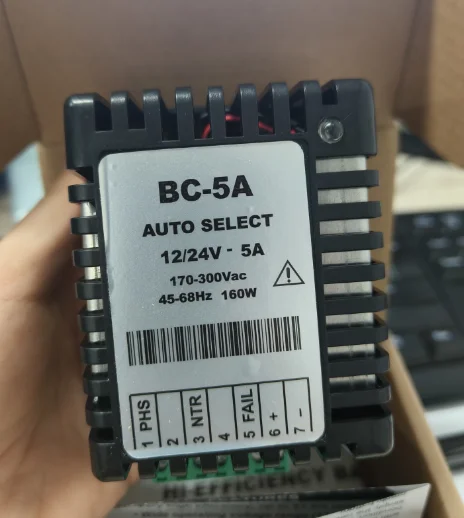 BC-5A
AUTO SELECT
12/24V - 5A
170-300Vac
45-68Hz 160W
1 PHS
2
3 NTR
4
5 FAIL
6 +
7 -
HI EFFICIENCY